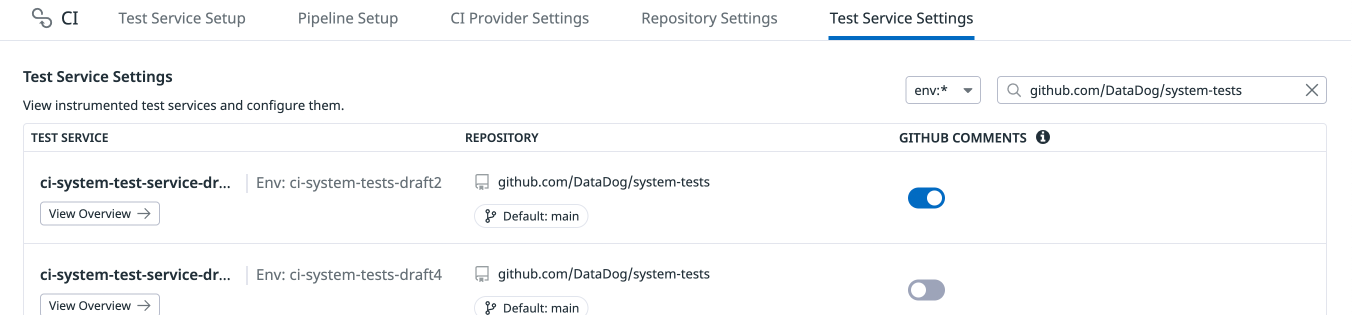 CI Test Service Setup Pipeline Setup CI Provider Settings Repository Settings Test Service Settings
Test Service Settings
View instrumented test services and configure them.
env:* github.com/DataDog/system-tests
TEST SERVICE REPOSITORY GITHUB COMMENTS
ci-system-test-service-dr... Env: ci-system-tests-draft2 github.com/DataDog/system-tests
View Overview Default: main
ci-system-test-service-dr... Env: ci-system-tests-draft4 github.com/DataDog/system-tests
View Overview Default: main